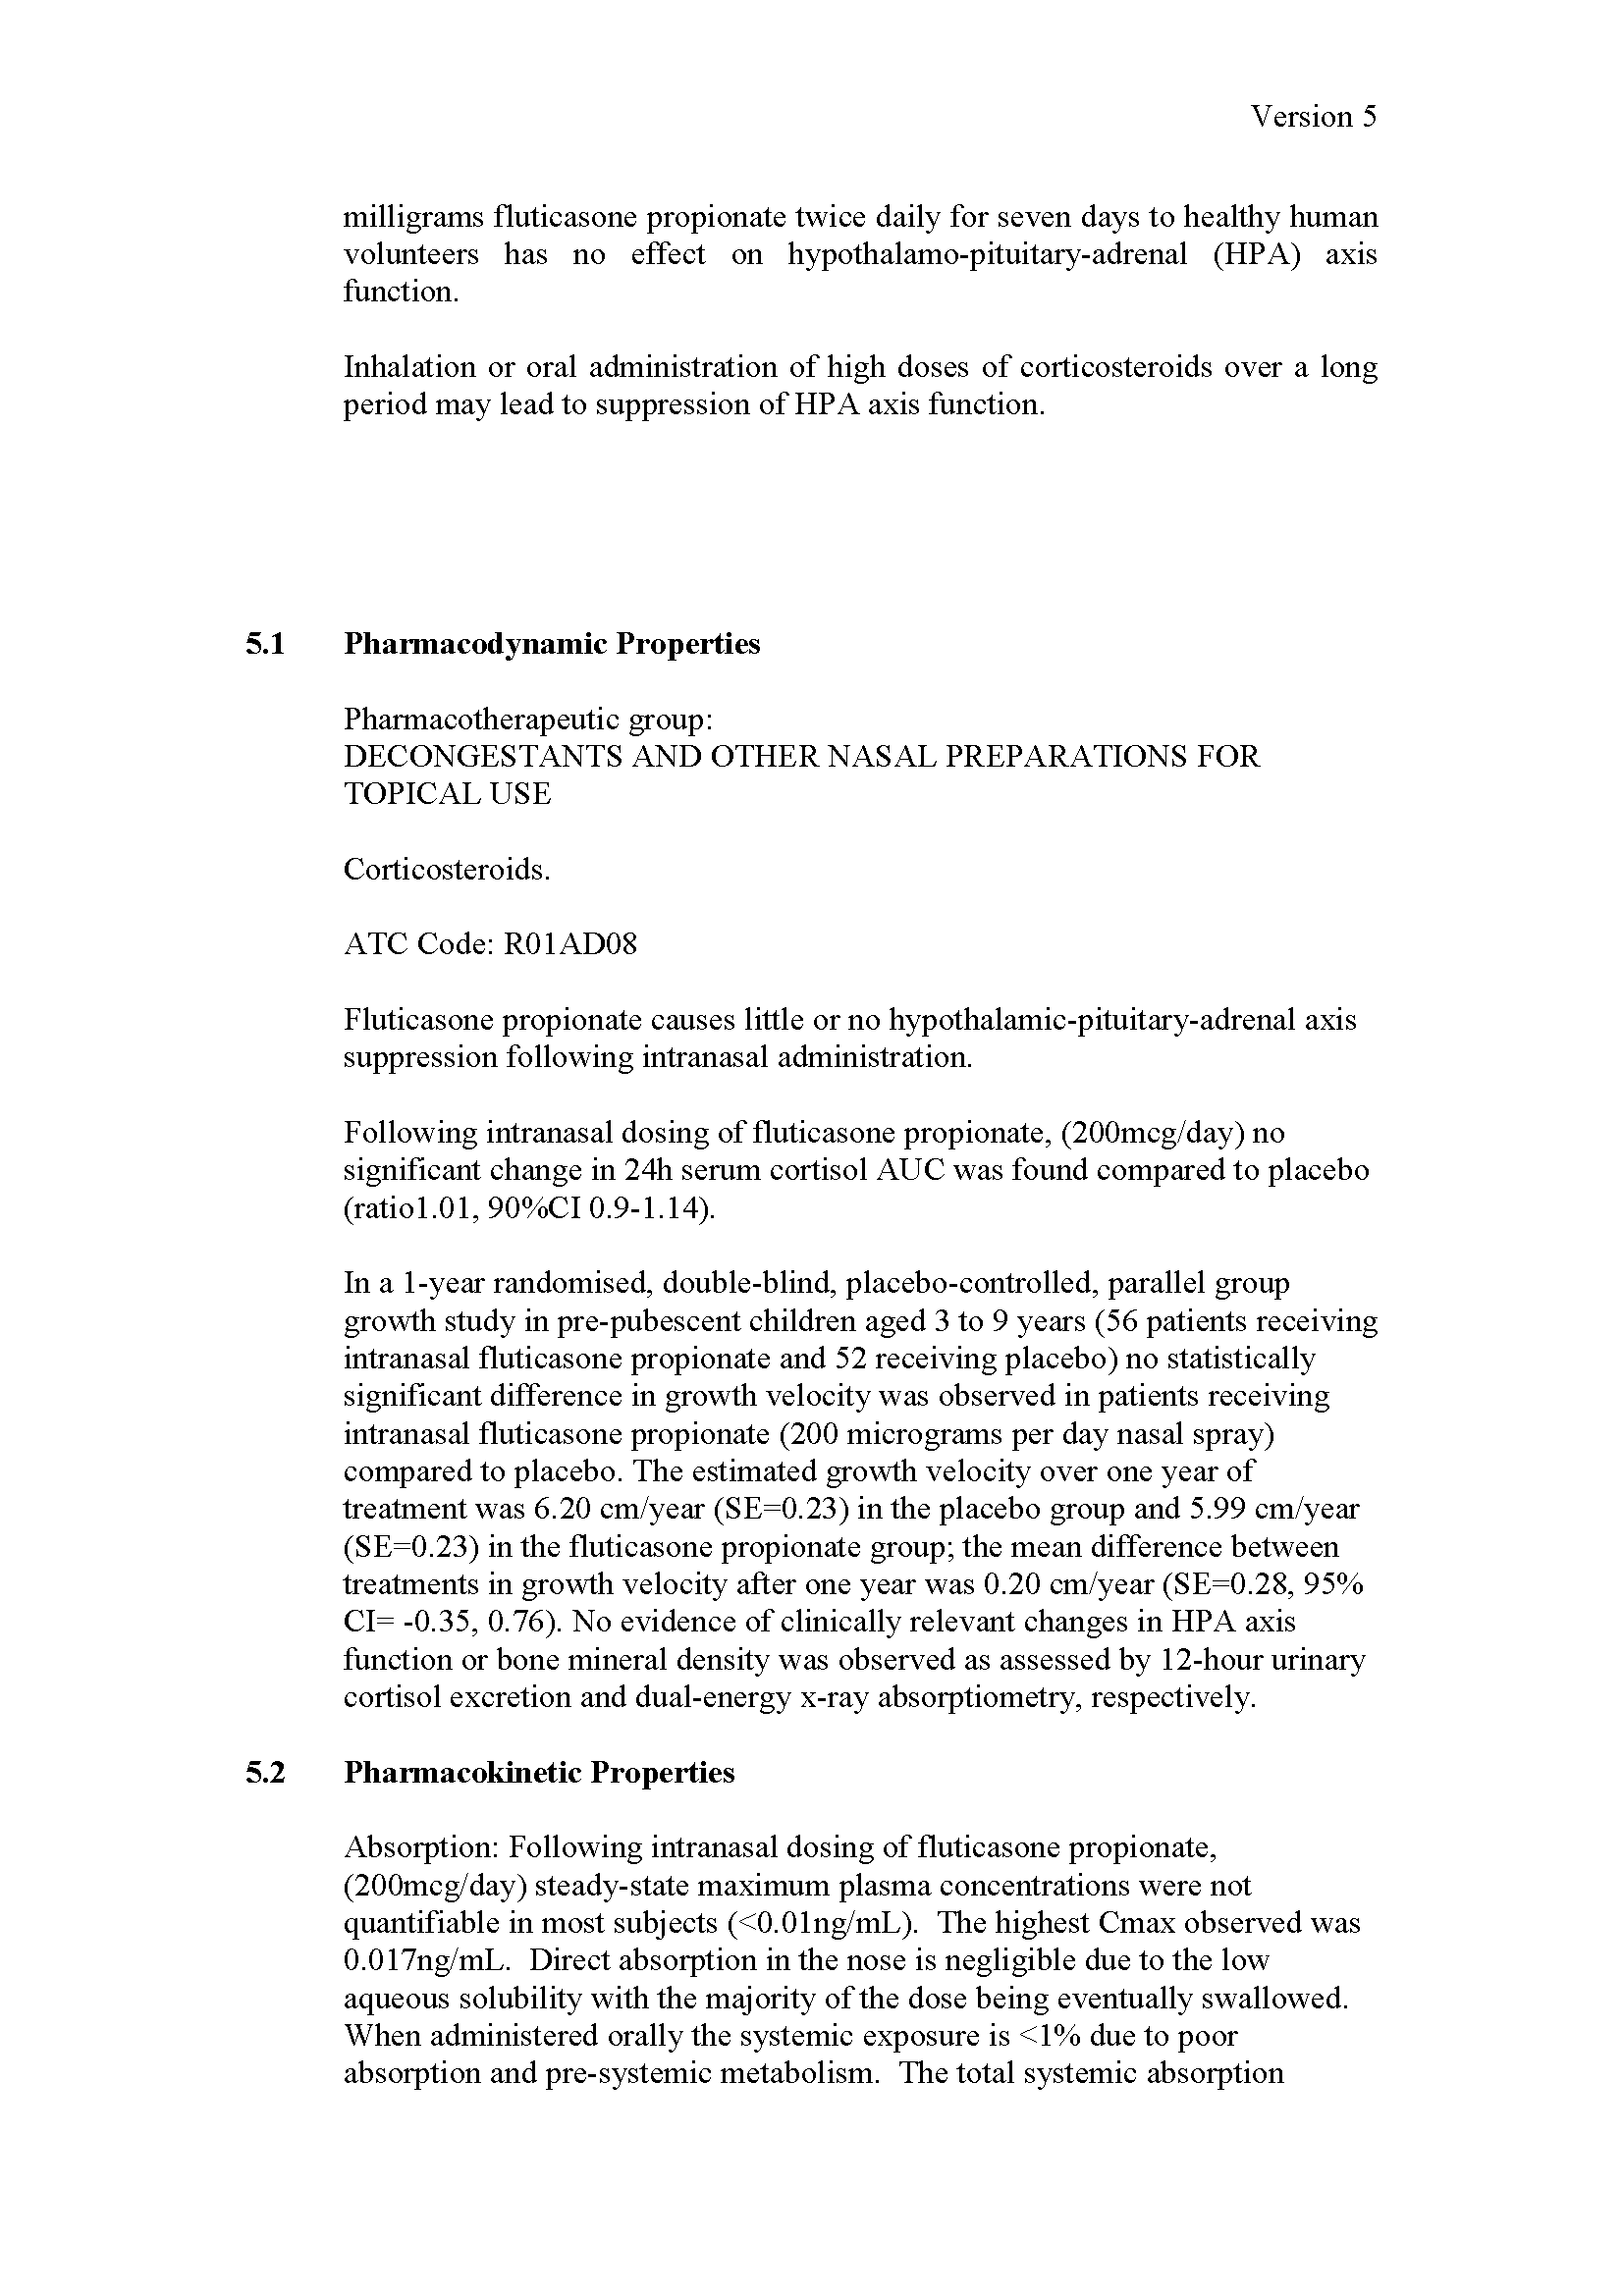 Version 5
milligrams fluticasone propionate twice daily for seven days to healthy human
volunteers has no effect on hypothalamo-pituitary-adrenal (HPA) axis
function.
Inhalation or oral administration of high doses of corticosteroids over a long
period may lead to suppression of HPA axis function.
5.1 Pharmacodynamic Properties
Pharmacotherapeutic group:
DECONGESTANTS AND OTHER NASAL PREPARATIONS FOR
TOPICAL USE
Corticosteroids.
ATC Code: R01AD08
Fluticasone propionate causes little or no hypothalamic-pituitary-adrenal axis
suppression following intranasal administration.
Following intranasal dosing of fluticasone propionate, (200mcg/day) no
significant change in 24h serum cortisol AUC was found compared to placebo
(ratio1.01, 90%CI 0.9-1.14).
In a 1-year randomised, double-blind, placebo-controlled, parallel group
growth study in pre-pubescent children aged 3 to 9 years (56 patients receiving
intranasal fluticasone propionate and 52 receiving placebo) no statistically
significant difference in growth velocity was observed in patients receiving
intranasal fluticasone propionate (200 micrograms per day nasal spray)
compared to placebo. The estimated growth velocity over one year of
treatment was 6.20 cm/year (SE=0.23) in the placebo group and 5.99 cm/year
(SE=0.23) in the fluticasone propionate group; the mean difference between
treatments in growth velocity after one year was 0.20 cm/year (SE=0.28, 95%
CI= -0.35, 0.76). No evidence of clinically relevant changes in HPA axis
function or bone mineral density was observed as assessed by 12-hour urinary
cortisol excretion and dual-energy x-ray absorptiometry, respectively.
5.2 Pharmacokinetic Properties
Absorption: Following intranasal dosing of fluticasone propionate,
(200mcg/day) steady-state maximum plasma concentrations were not
quantifiable in most subjects (<0.01ng/mL).  The highest Cmax observed was
0.017ng/mL.  Direct absorption in the nose is negligible due to the low
aqueous solubility with the majority of the dose being eventually swallowed.
When administered orally the systemic exposure is <1% due to poor
absorption and pre-systemic metabolism.  The total systemic absorption